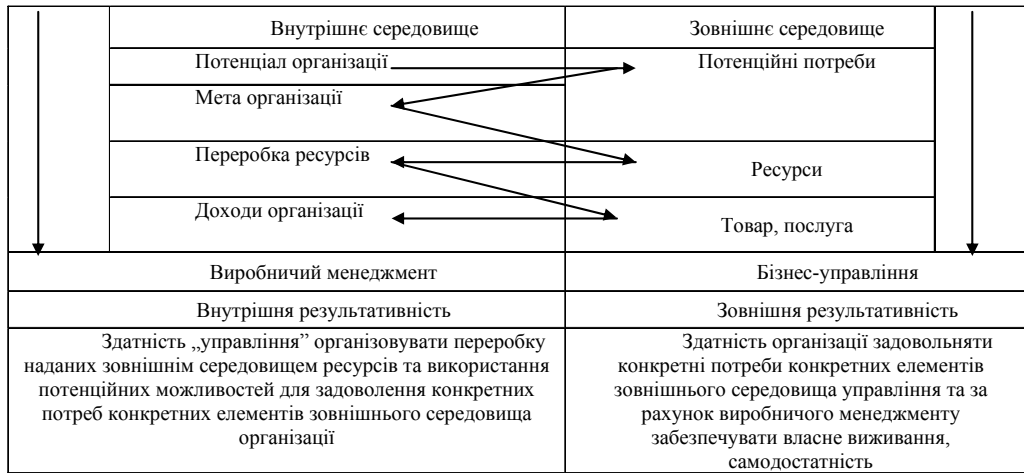 Внутрішнє середовище
Зовнішнє середовище
Потенціал організації
Потенційні потреби
Мета організації
Переробка ресурсів
Ресурси
Доходи організації
Товар, послуга
Виробничий менеджмент
Бізнес-управління
Внутрішня результативність
Зовнішня результативність
Здатність „управління” організовувати переробку
наданих зовнішнім середовищем ресурсів та використання
потенційних можливостей для задоволення конкретних
потреб конкретних елементів зовнішнього середовища
організації
Здатність організації задовольняти
конкретні потреби конкретних елементів
зовнішнього середовища управління та за
рахунок виробничого менеджменту
забезпечувати власне виживання,
самодостатність